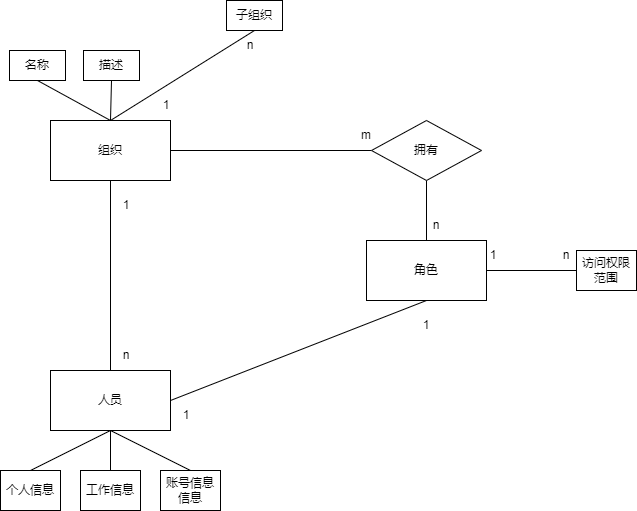 子组织
n
名称
描述
1
m
组织
拥有
1
n
1
n
角色
访问权限
范围
1
n
人员
1
个人信息
工作信息
账号信息
信息